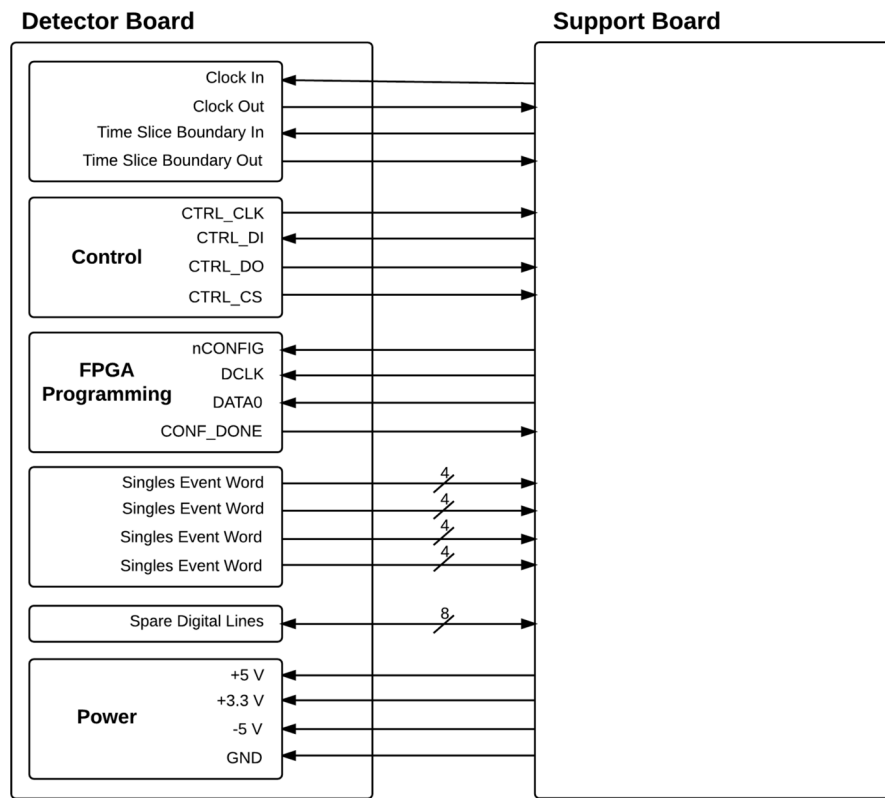 Detector Board
Support Board
Clock In
Clock Out
Time Slice Boundary In
Time Slice Boundary Out
Control
CTRL_CLK
CTRL_DI
CTRL_DO
CTRL_CS
FPGA
Programming
nCONFIG
DCLK
DATA0
CONF_DONE
Singles Event Word
4
Singles Event Word
4
Singles Event Word
4
Singles Event Word
4
Spare Digital Lines
8
Power
+5 V
+3.3 V
-5 V
GND